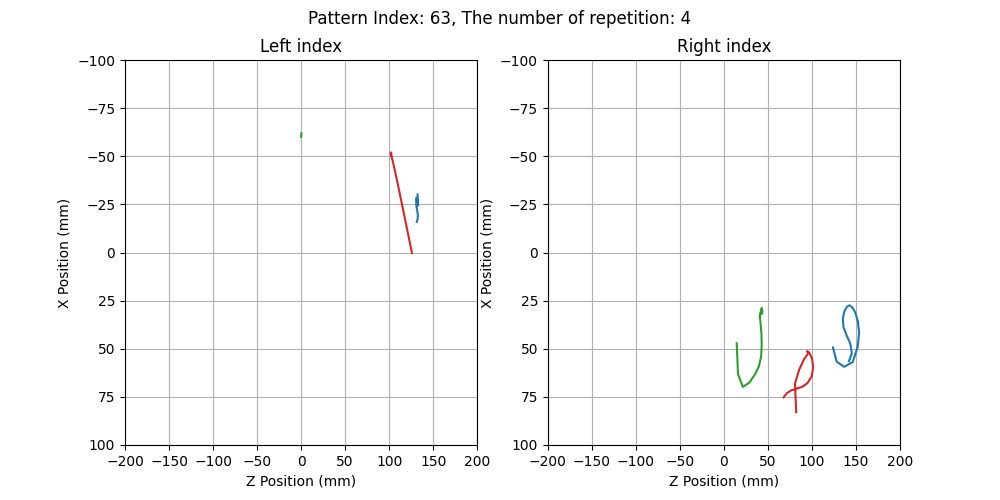 Pattern Index: 63, The number of repetition: 4
Left index Right index
−100 −100
−75 −75
−50 −50
−25 −25
0 0
25 25
50 50
75 75
100 100
X Position (mm) X Position (mm)
−200 −150 −100 −50 0 50 100 150 200 −200 −150 −100 −50 0 50 100 150 200
Z Position (mm) Z Position (mm)